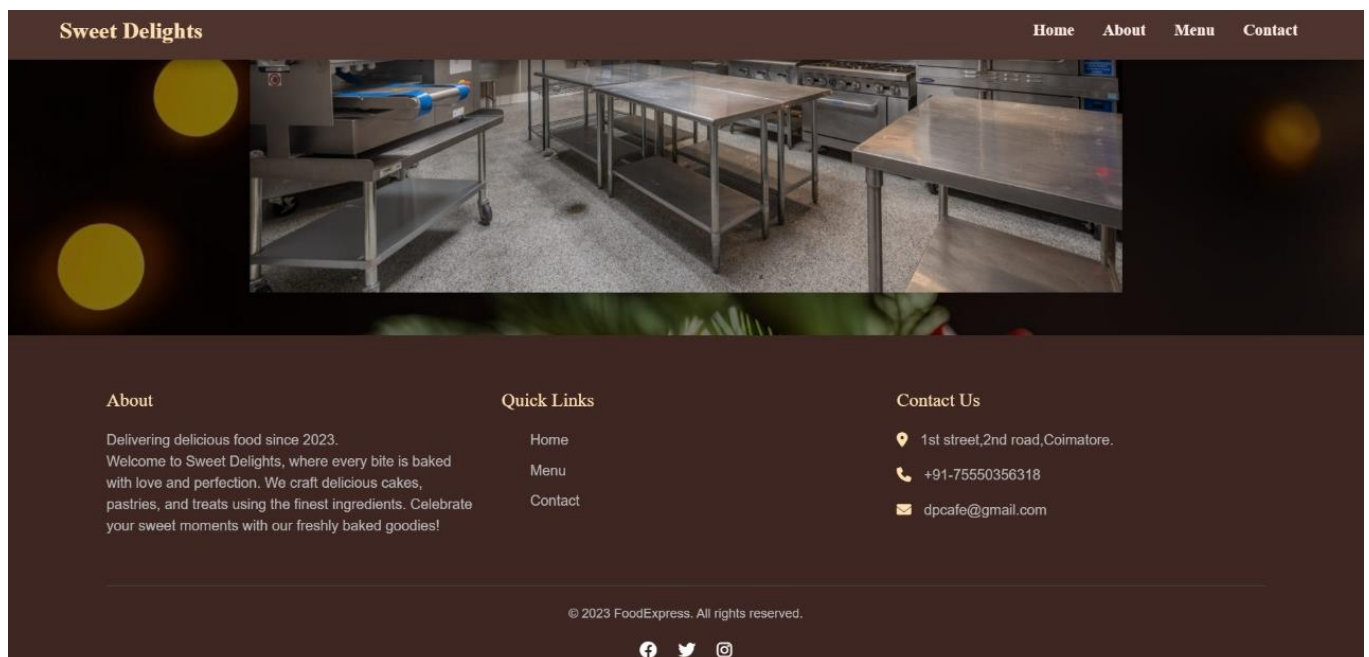 Sweet Delights
Home About Menu Contact
About
Delivering delicious food since 2023.
Welcome to Sweet Delights, where every bite is baked
with love and perfection. We craft delicious cakes,
pastries, and treats using the finest ingredients. Celebrate
your sweet moments with our freshly baked goodies!
Quick Links
Home
Menu
Contact
Contact Us
1st street,2nd road,Coimatore.
+91-75550356318
dpcafe@gmail.com
© 2023 FoodExpress. All rights reserved.